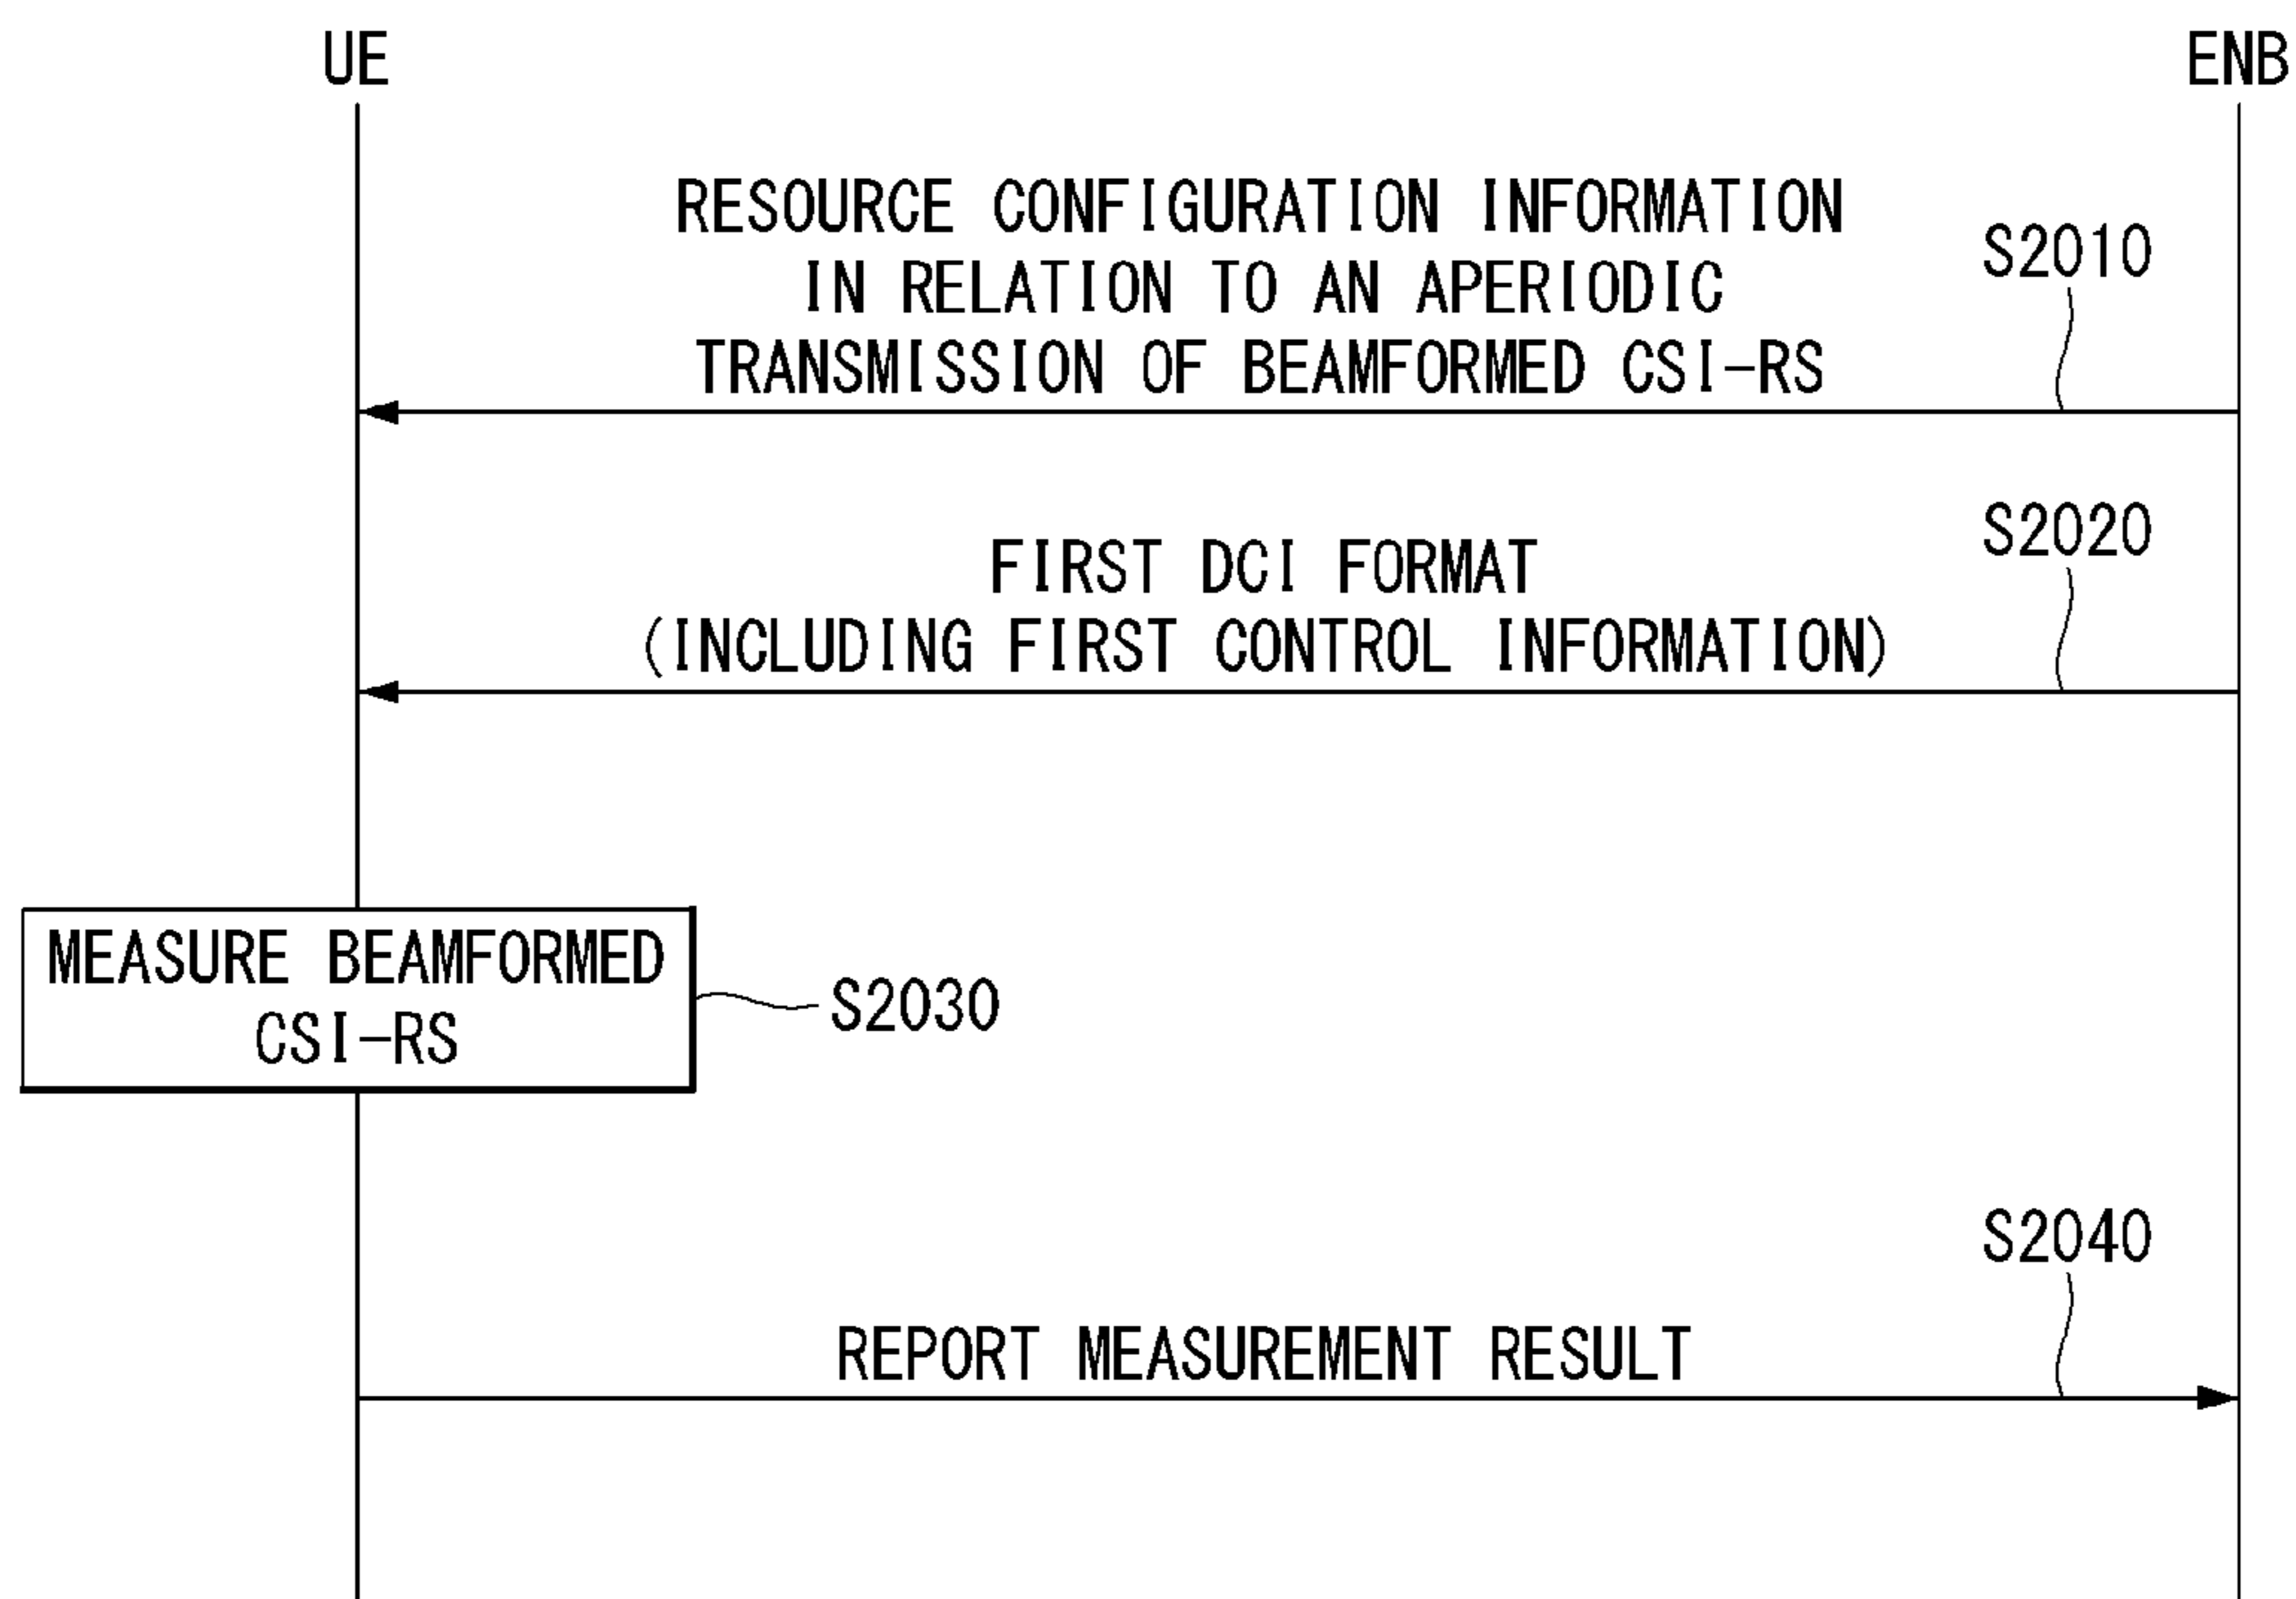 UE
ENB
RESOURCE CONFIGURATION INFORMATION
IN RELATION TO AN APERIODIC
TRANSMISSION OF BEAMFORMED CSI-RS
S2010
FIRST DCI FORMAT
(INCLUDING FIRST CONTROL INFORMATION)
S2020
MEASURE BEAMFORMED
CSI-RS
S2030
REPORT MEASUREMENT RESULT
S2040